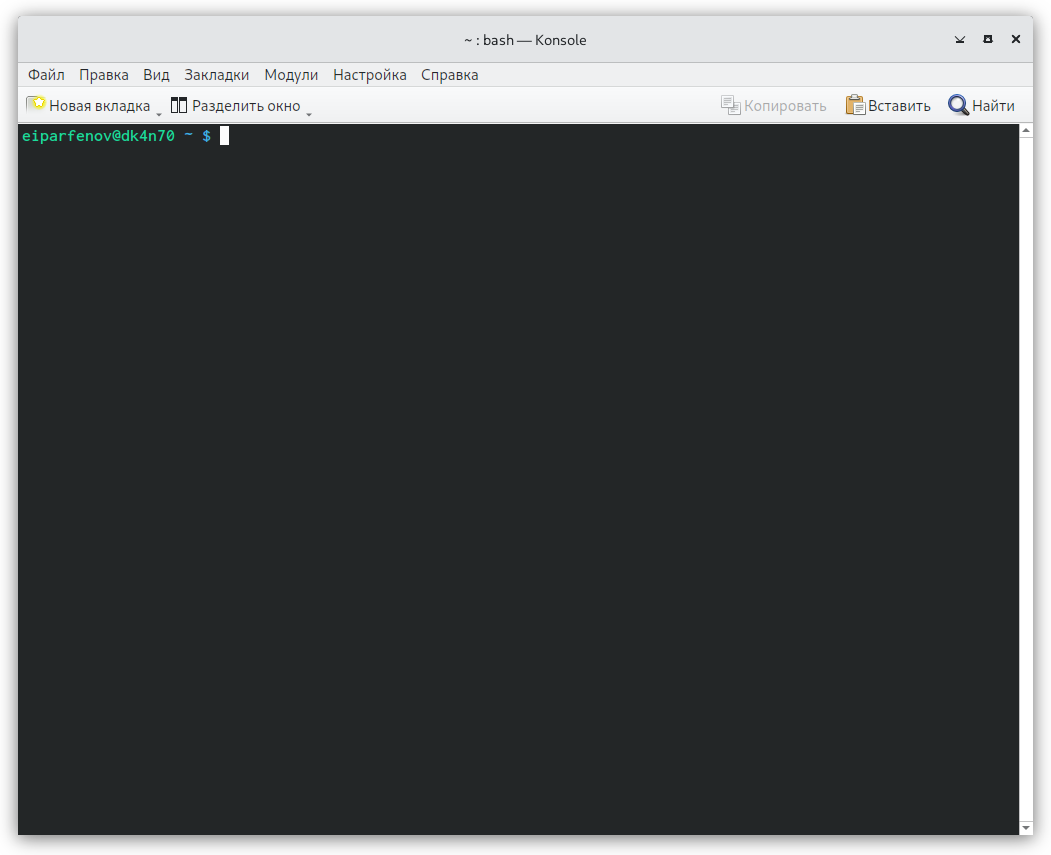 ~ : bash — Konsole
Файл Правка Вид Закладки Модули Настройка Справка
Новая вкладка Разделить окно Копировать Вставить Найти
eiparfenov@dk4n70 ~ $